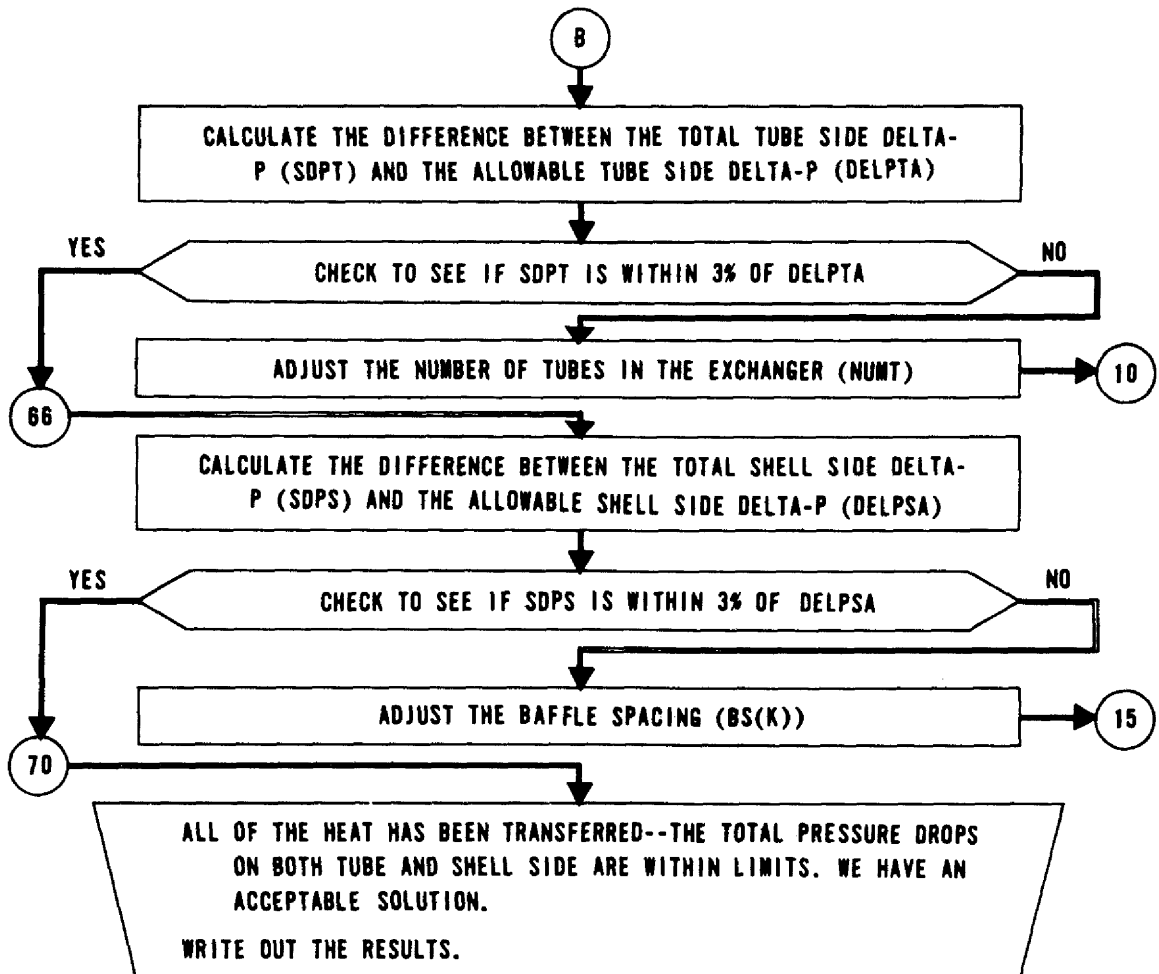 B
CALCULATE THE DIFFERENCE BETWEEN THE TOTAL TUBE SIDE DELTA-
P (SDPT) AND THE ALLOWABLE TUBE SIDE DELTA-P (DELPTA)
YES
NO
CHECK TO SEE IF SDPT IS WITHIN 3% OF DELPTA
ADJUST THE NUMBER OF TUBES IN THE EXCHANGER (NUMT)
10
66
CALCULATE THE DIFFERENCE BETWEEN THE TOTAL SHELL SIDE DELTA-
P (SDPS) AND THE ALLOWABLE SHELL SIDE DELTA-P (DELPSA)
YES
NO
CHECK TO SEE IF SDPS IS WITHIN 3% OF DELPSA
ADJUST THE BAFFLE SPACING (BS(K))
15
70
ALL OF THE HEAT HAS BEEN TRANSFERRED--THE TOTAL PRESSURE DROPS
ON BOTH TUBE AND SHELL SIDE ARE WITHIN LIMITS. WE HAVE AN
ACCEPTABLE SOLUTION.
WRITE OUT THE RESULTS.